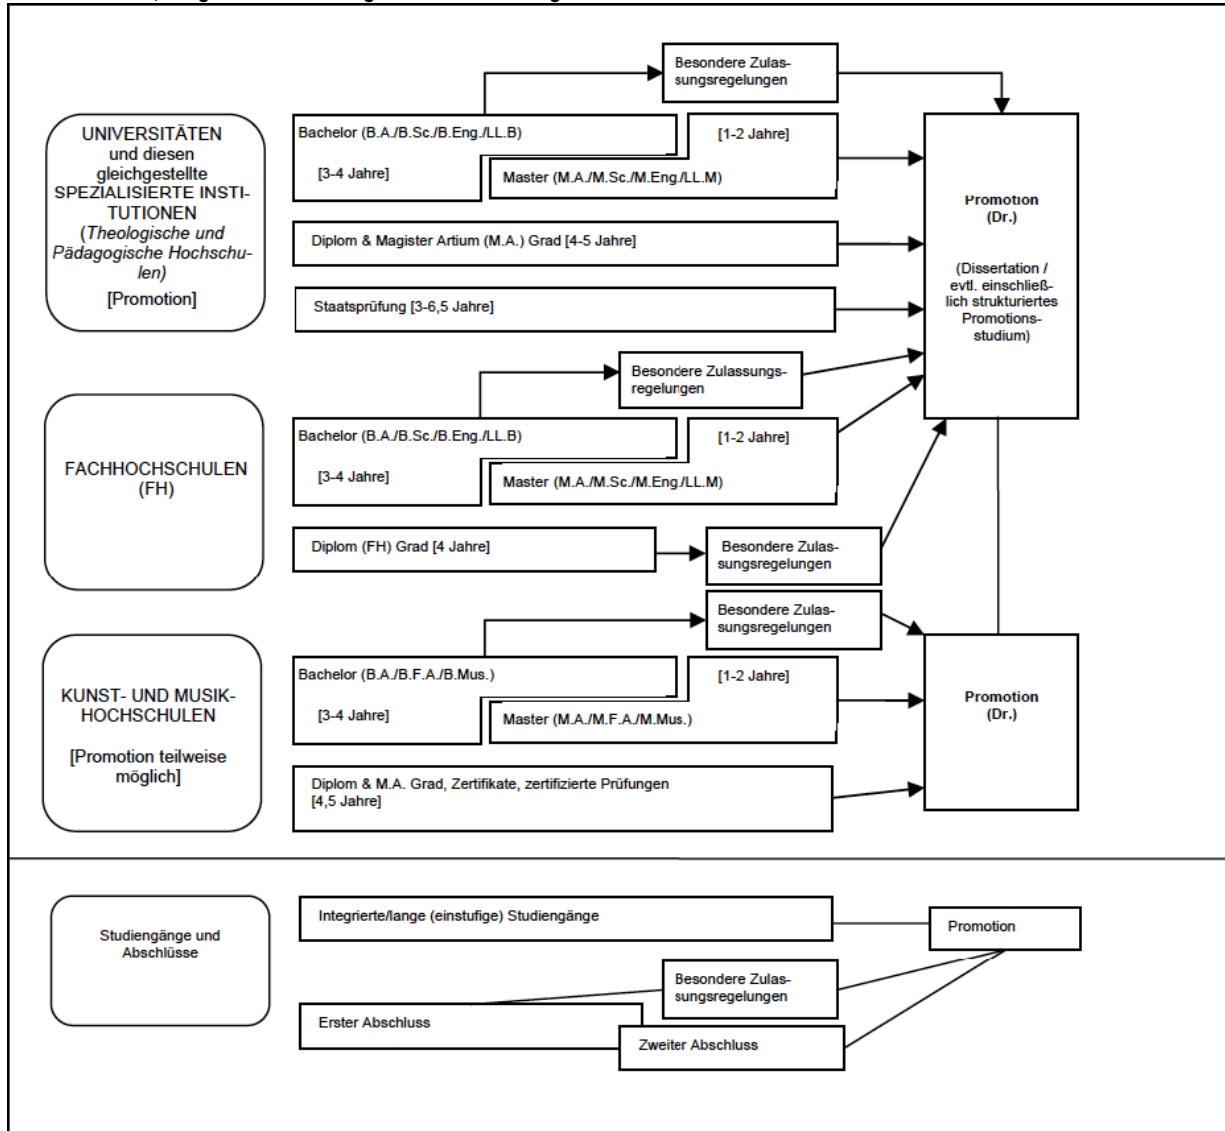 Besondere Zulas-
sungsregelungen
UNIVERSITÄTEN
und diesen
gleichgestellte
SPEZIALISIERTE INSTI-
TUTIONEN
(Theologische und
Pädagogische Hochschu-
len)
[Promotion]
Bachelor (B.A./B.Sc./B.Eng./LL.B)
[1-2 Jahre]
[3-4 Jahre]
Master (M.A./M.Sc./M.Eng./LL.M)
Diplom & Magister Artium (M.A.) Grad [4-5 Jahre]
Staatsprüfung [3-6,5 Jahre]
Promotion
(Dr.)
(Dissertation /
evtl. einschließ-
lich strukturiertes
Promotions-
studium)
Besondere Zulassungs-
regelungen
FACHHOCHSCHULEN
(FH)
Bachelor (B.A./B.Sc./B.Eng./LL.B)
[1-2 Jahre]
[3-4 Jahre]
Master (M.A./M.Sc./M.Eng./LL.M)
Diplom (FH) Grad [4 Jahre]
Besondere Zulas-
sungsregelungen
Besondere Zulas-
sungsregelungen
KUNST- UND MUSIK-
HOCHSCHULEN
[Promotion teilweise
möglich]
Bachelor (B.A./B.F.A./B.Mus.)
[1-2 Jahre]
[3-4 Jahre]
Master (M.A./M.F.A./M.Mus.)
Diplom & M.A. Grad, Zertifikate, zertifizierte Prüfungen
[4,5 Jahre]
Promotion
(Dr.)
Studiengänge und
Abschlüsse
Integrierte/lange (einstufige) Studiengänge
Promotion
Besondere Zulas-
sungsregelungen
Erster Abschluss
Zweiter Abschluss